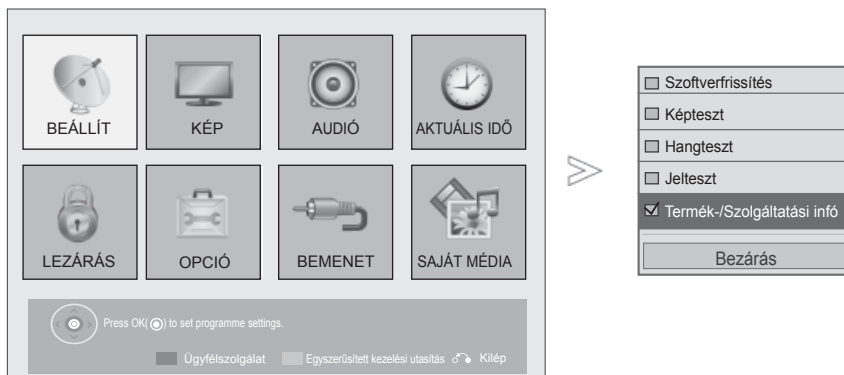 BEÁLLÍT KÉP AUDIÓ AKTUÁLIS IDŐ
LEZÁRÁS OPCIÓ BEMENET SAJÁT MÉDIA
Press OK(◉) to set programme settings.
Ügyfélszolgálat Egyszerűsített kezelési utasítás Kilép
Szoftverfrissítés
Képteszt
Hangteszt
Jelteszt
Termék-/Szolgáltatási infó
Bezárás